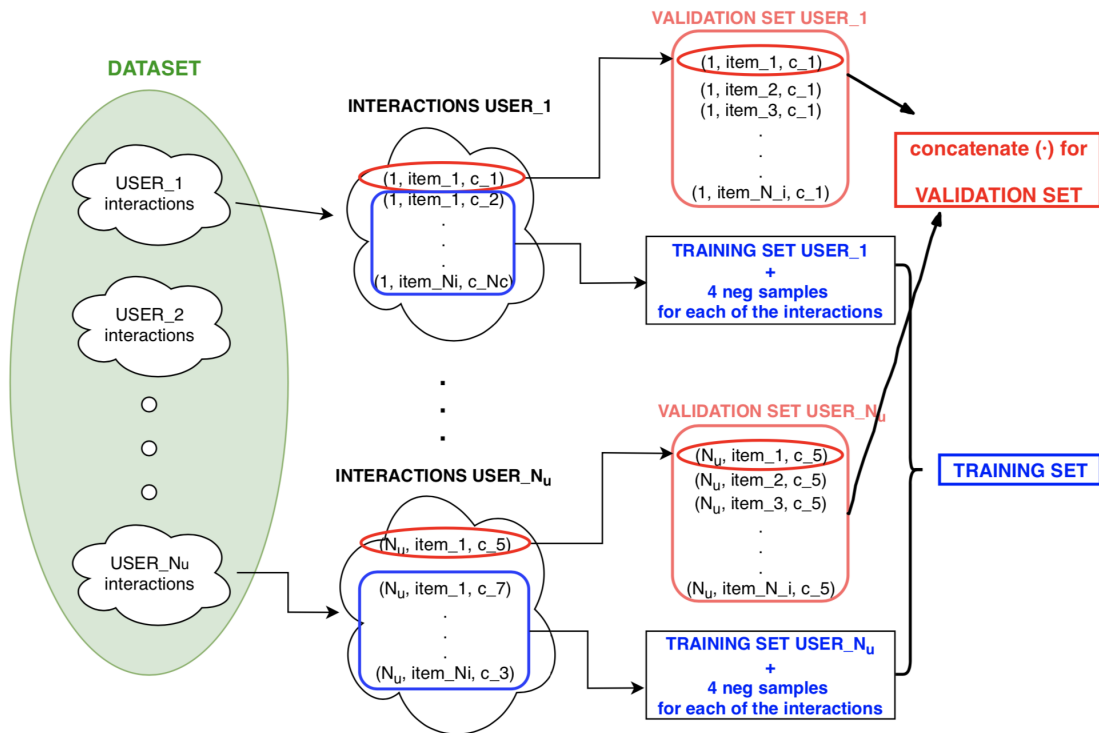 DATASET
USER_1
interactions
USER_2
interactions
USER_Nu
interactions
INTERACTIONS USER_1
(1, item_1, c_1)
(1, item_1, c_2)
.
.
.
(1, item_Ni, c_Nc)
.
.
.
INTERACTIONS USER_Nu
(Nu, item_1, c_5)
(Nu, item_1, c_7)
.
.
.
(Nu, item_Ni, c_3)
VALIDATION SET USER_1
(1, item_1, c_1)
(1, item_2, c_1)
(1, item_3, c_1)
.
.
.
(1, item_N_i, c_1)
TRAINING SET USER_1
+
4 neg samples
for each of the interactions
VALIDATION SET USER_Nu
(Nu, item_1, c_5)
(Nu, item_2, c_5)
(Nu, item_3, c_5)
.
.
.
(Nu, item_N_i, c_5)
TRAINING SET USER_Nu
+
4 neg samples
for each of the interactions
concatenate (·) for
VALIDATION SET
TRAINING SET